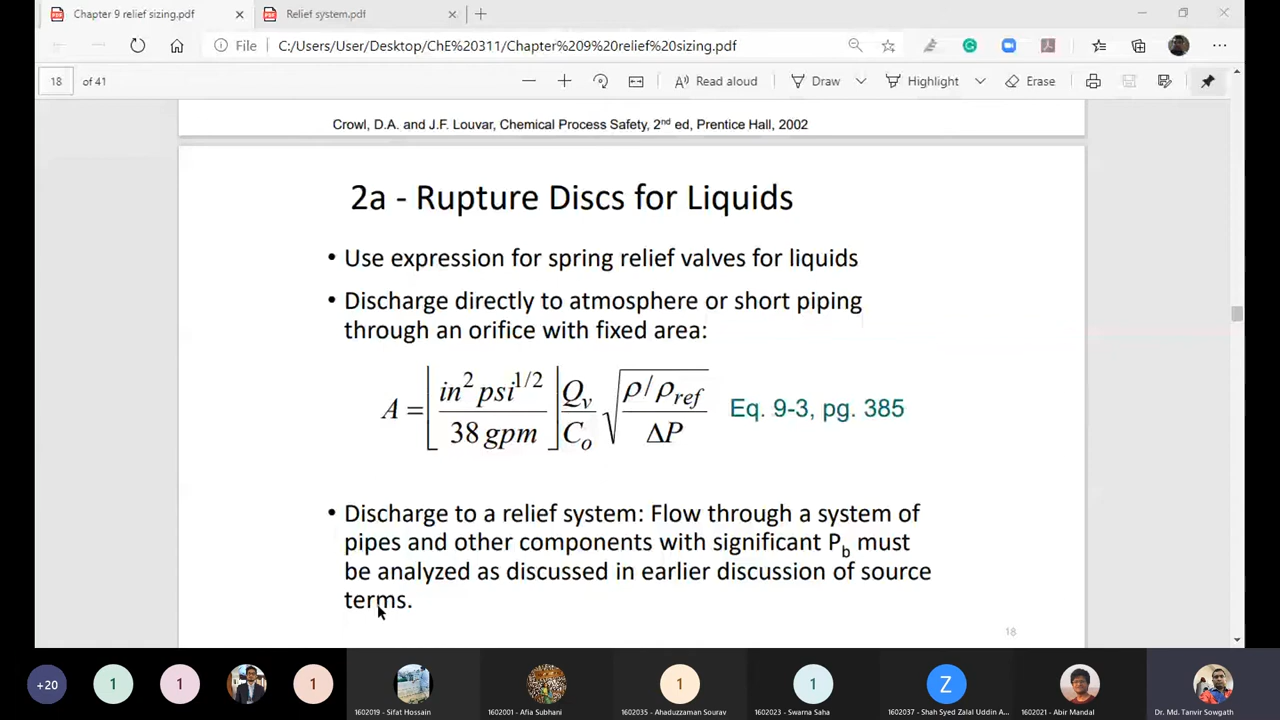 Chapter 9 relief sizing.pdf
Relief system.pdf
File
C:/Users/User/Desktop/ChE%20311/Chapter%209%20relief%20sizing.pdf
18 of 41
Read aloud
Draw
Highlight
Erase
Crowl, D.A. and J.F. Louvar, Chemical Process Safety, 2nd ed, Prentice Hall, 2002
2a - Rupture Discs for Liquids
• Use expression for spring relief valves for liquids
• Discharge directly to atmosphere or short piping
through an orifice with fixed area:
A = ⌊in² psi^1/2 / 38 gpm⌋ Qv/Co √((ρ/ρref)/ΔP) Eq. 9-3, pg. 385
• Discharge to a relief system: Flow through a system of
pipes and other components with significant Pb must
be analyzed as discussed in earlier discussion of source
terms.
18
+20
1
1
1
1602019 - Sifat Hossain
1602001 - Afia Subhani
1
1602035 - Ahaduzzaman Sourav
1
1602023 - Swarna Saha
Z
1602037 - Shah Syed Zalal Uddin A...
1602021 - Abir Mandal
Dr. Md. Tanvir Sowgath